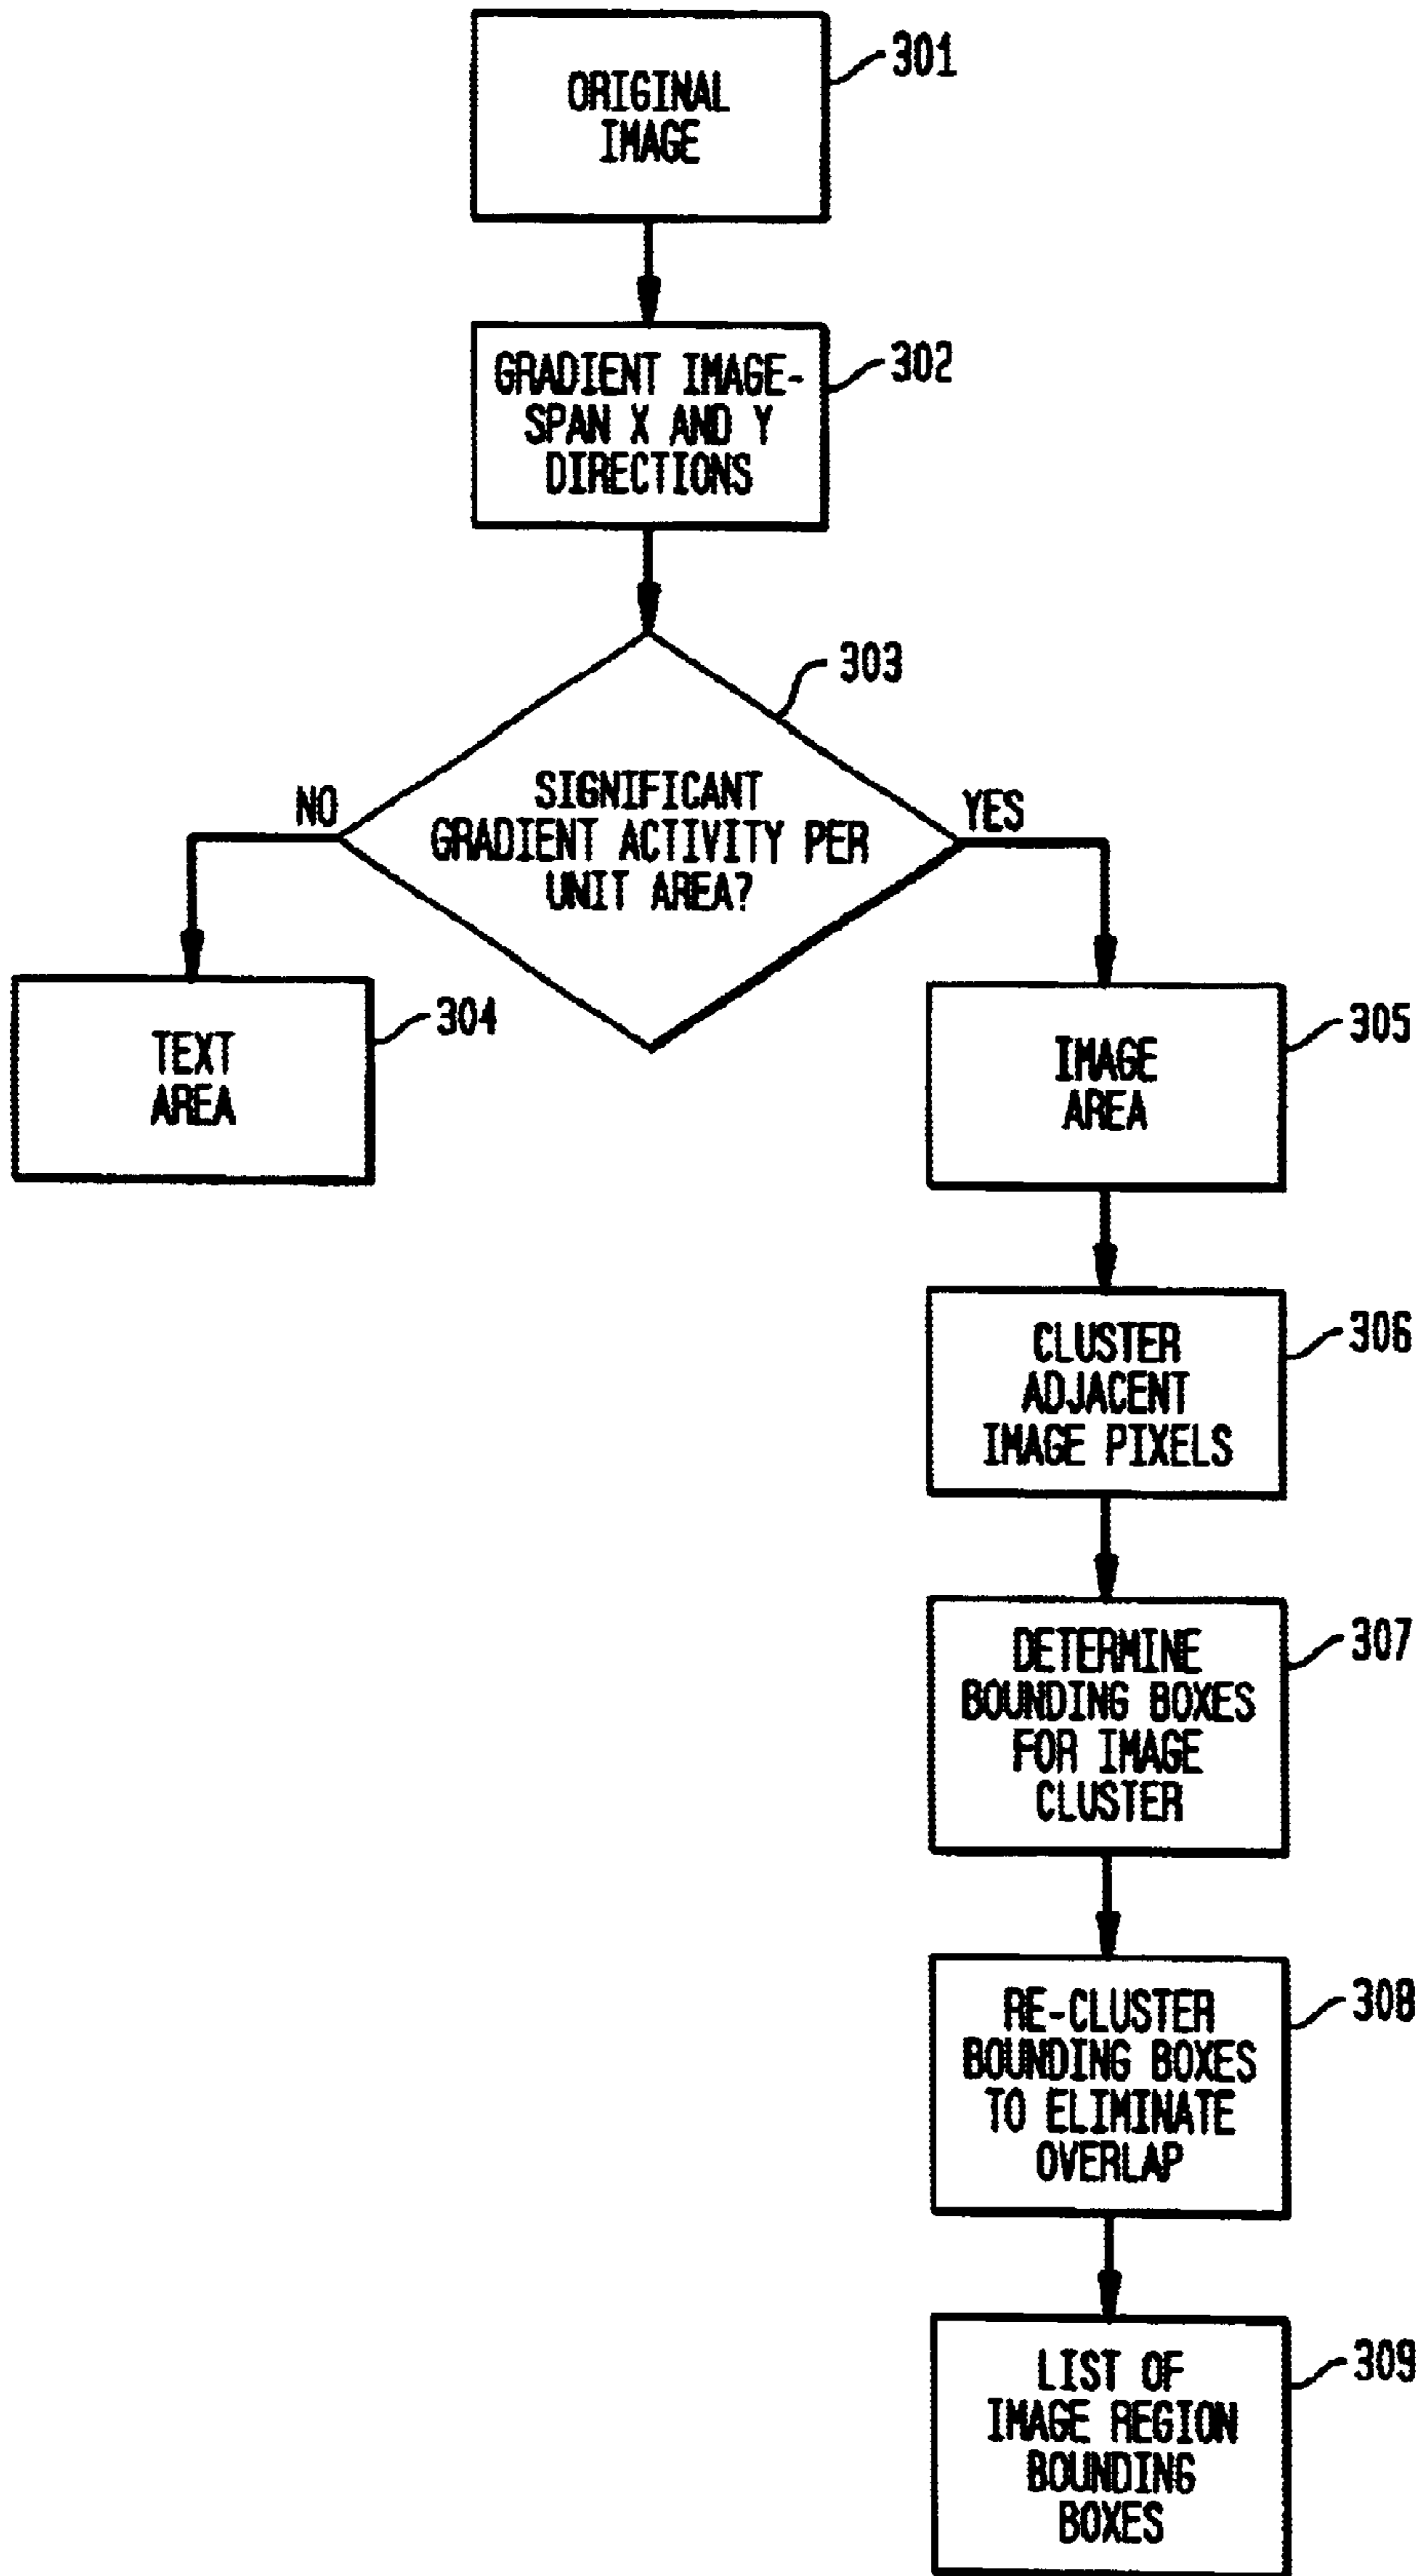 301
ORIGINAL
IMAGE
302
GRADIENT IMAGE-
SPAN X AND Y
DIRECTIONS
303
SIGNIFICANT
GRADIENT ACTIVITY PER
UNIT AREA?
NO
YES
304
TEXT
AREA
305
IMAGE
AREA
306
CLUSTER
ADJACENT
IMAGE PIXELS
307
DETERMINE
BOUNDING BOXES
FOR IMAGE
CLUSTER
308
RE-CLUSTER
BOUNDING BOXES
TO ELIMINATE
OVERLAP
309
LIST OF
IMAGE REGION
BOUNDING
BOXES